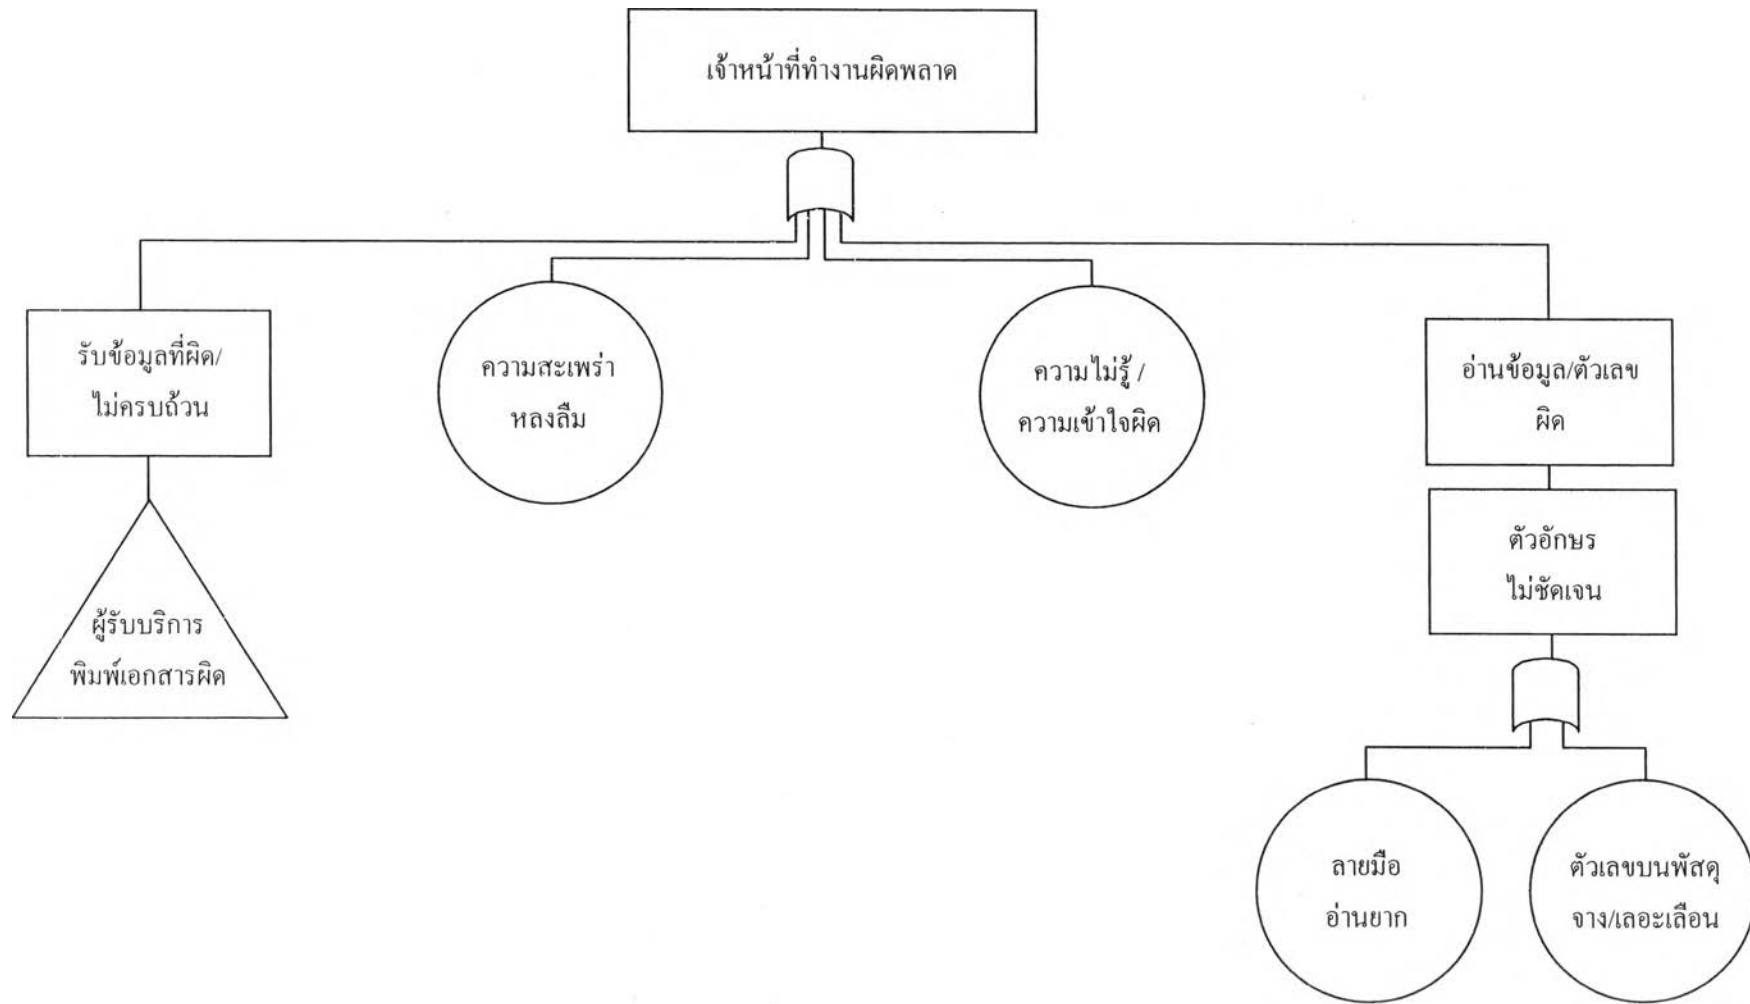 เจ้าหน้าที่ทำงานผิดพลาด
รับข้อมูลที่ผิด/
ไม่ครบถ้วน
ความสะเพร่า
หลงลืม
ความไม่รู้ /
ความเข้าใจผิด
อ่านข้อมูล/ตัวเลข
ผิด
ตัวอักษร
ไม่ชัดเจน
ผู้รับบริการ
พิมพ์เอกสารผิด
ลายมือ
อ่านยาก
ตัวเลขบนพัสดุ
จาง/เลอะเลือน